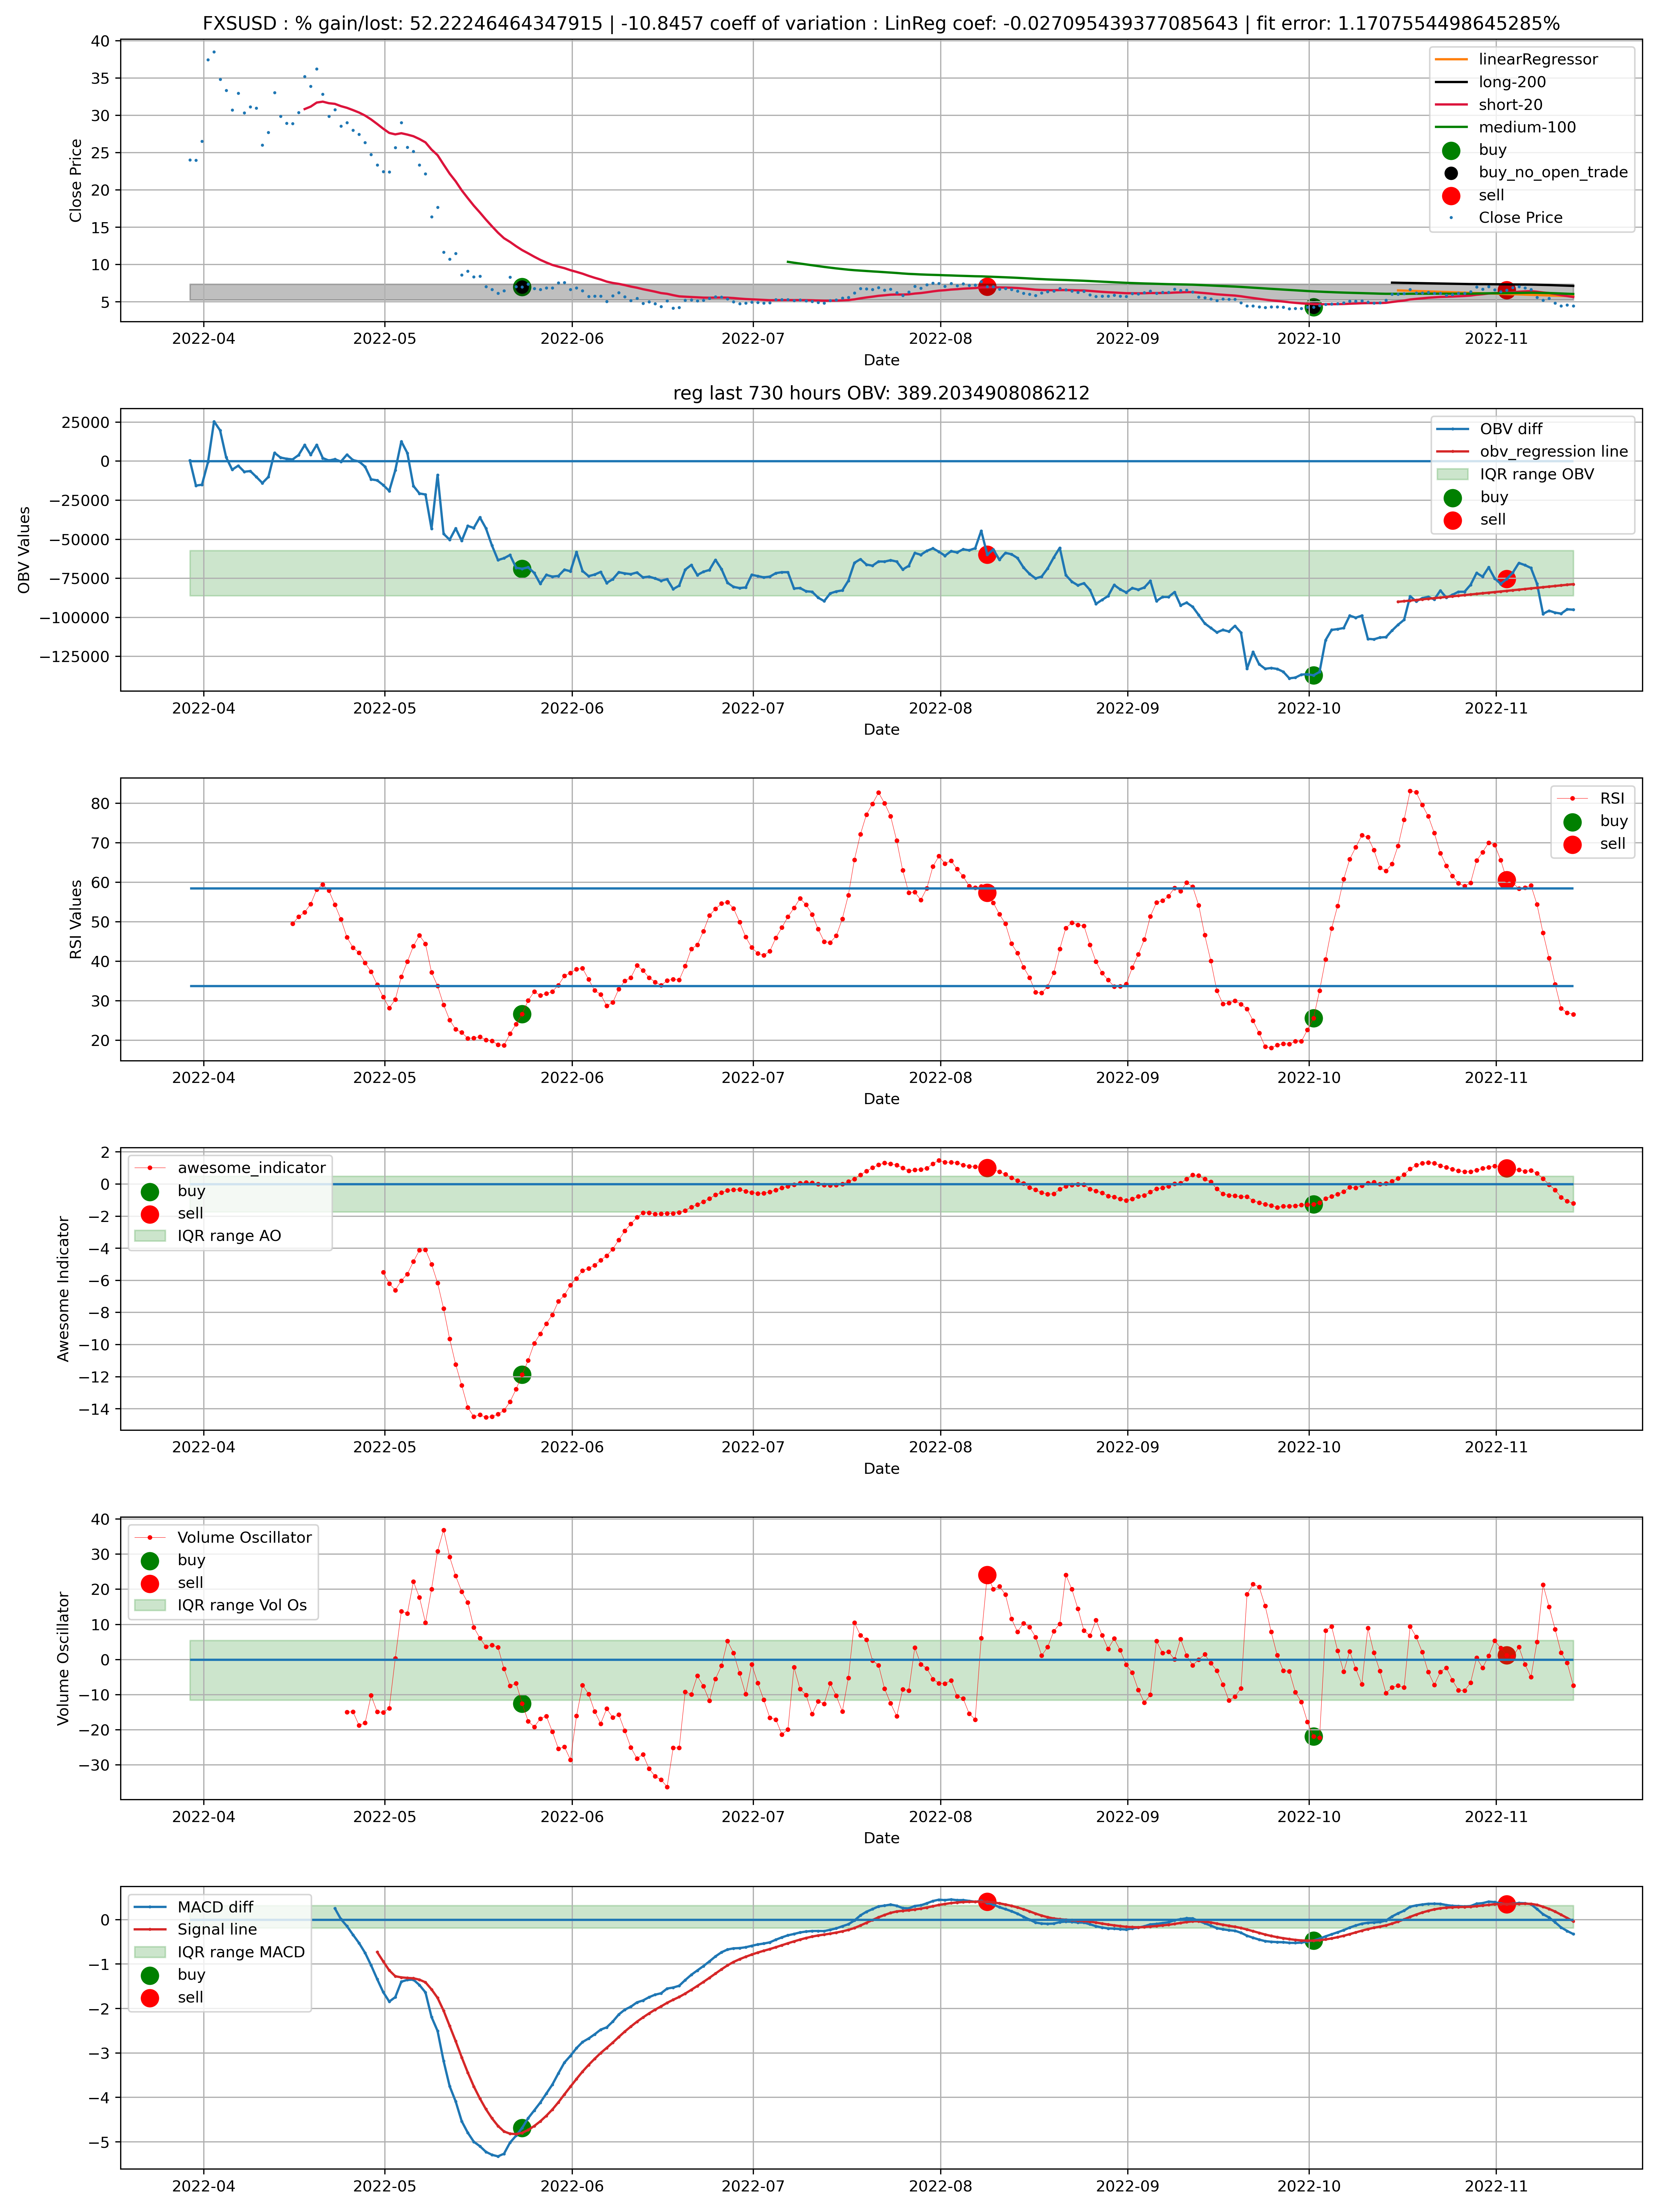 FXSUSD : % gain/lost: 52.22246464347915 | -10.8457 coeff of variation : LinReg coef: -0.027095439377085643 | fit error: 1.1707554498645285%
40
35
30
25
20
15
10
5
Close Price
linearRegressor
long-200
short-20
medium-100
buy
buy_no_open_trade
sell
Close Price
2022-04 2022-05 2022-06 2022-07 2022-08 2022-09 2022-10 2022-11
Date
reg last 730 hours OBV: 389.2034908086212
25000
0
−25000
−50000
−75000
−100000
−125000
OBV Values
OBV diff
obv_regression line
IQR range OBV
buy
sell
2022-04 2022-05 2022-06 2022-07 2022-08 2022-09 2022-10 2022-11
Date
80
70
60
50
40
30
20
RSI Values
RSI
buy
sell
2022-04 2022-05 2022-06 2022-07 2022-08 2022-09 2022-10 2022-11
Date
2
0
−2
−4
−6
−8
−10
−12
−14
Awesome Indicator
awesome_indicator
buy
sell
IQR range AO
2022-04 2022-05 2022-06 2022-07 2022-08 2022-09 2022-10 2022-11
Date
40
30
20
10
0
−10
−20
−30
Volume Oscillator
Volume Oscillator
buy
sell
IQR range Vol Os
2022-04 2022-05 2022-06 2022-07 2022-08 2022-09 2022-10 2022-11
Date
0
−1
−2
−3
−4
−5
MACD diff
Signal line
IQR range MACD
buy
sell
2022-04 2022-05 2022-06 2022-07 2022-08 2022-09 2022-10 2022-11